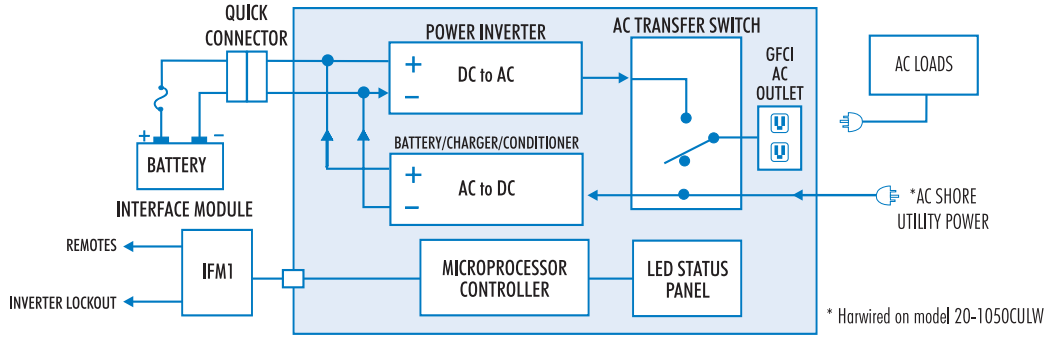 QUICK
CONNECTOR
POWER INVERTER
AC TRANSFER SWITCH
+
DC to AC
–
GFCI
AC
OUTLET
AC LOADS
+
–
BATTERY
BATTERY/CHARGER/CONDITIONER
+
AC to DC
–
*AC SHORE
UTILITY POWER
INTERFACE MODULE
REMOTES
IFM1
INVERTER LOCKOUT
MICROPROCESSOR
CONTROLLER
LED STATUS
PANEL
* Harwired on model 20-1050CULW